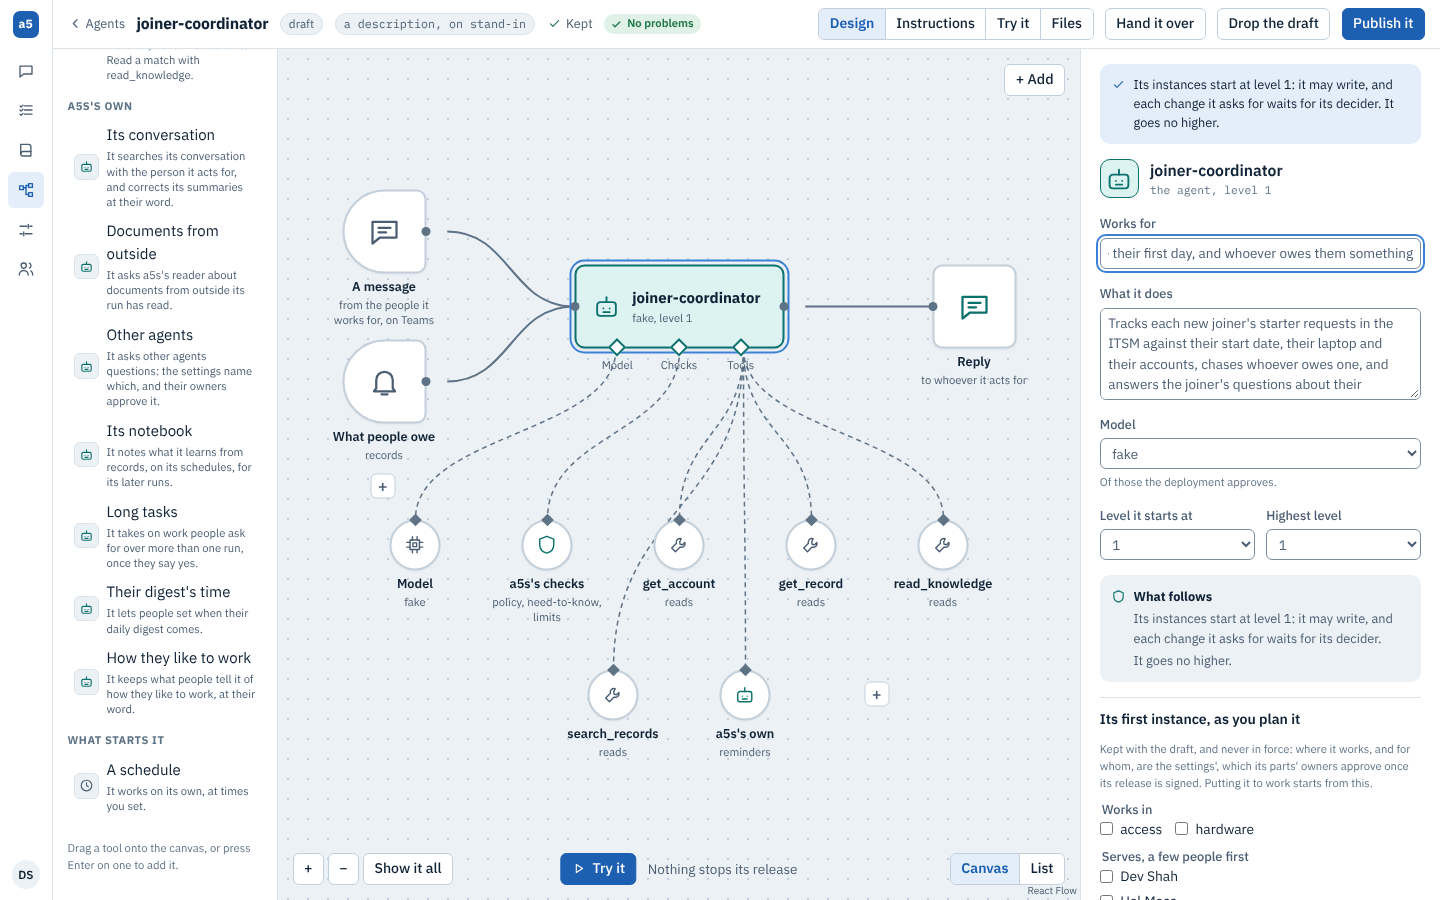 a5
Agents
joiner-coordinator
draft
a description, on stand-in
Kept
No problems
Design
Instructions
Try it
Files
Hand it over
Drop the draft
Publish it
Read a match with
read_knowledge.
A5S'S OWN
Its conversation
It searches its conversation
with the person it acts for,
and corrects its summaries
at their word.
Documents from
outside
It asks a5s's reader about
documents from outside its
run has read.
Other agents
It asks other agents
questions: the settings name
which, and their owners
approve it.
Its notebook
It notes what it learns from
records, on its schedules, for
its later runs.
Long tasks
It takes on work people ask
for over more than one run,
once they say yes.
Their digest's time
It lets people set when their
daily digest comes.
How they like to work
It keeps what people tell it of
how they like to work, at their
word.
WHAT STARTS IT
A schedule
It works on its own, at times
you set.
Drag a tool onto the canvas, or press
Enter on one to add it.
DS
+ Add
A message
from the people it
works for, on Teams
What people owe
records
+
joiner-coordinator
fake, level 1
Model
Checks
Tools
Reply
to whoever it acts for
Model
fake
a5s's checks
policy, need-to-know,
limits
get_account
reads
get_record
reads
read_knowledge
reads
search_records
reads
a5s's own
reminders
+
+
−
Show it all
Try it
Nothing stops its release
Canvas
List
React Flow
Its instances start at level 1: it may write, and
each change it asks for waits for its decider. It
goes no higher.
joiner-coordinator
the agent, level 1
Works for
their first day, and whoever owes them something
What it does
Tracks each new joiner's starter requests in the
ITSM against their start date, their laptop and
their accounts, chases whoever owes one, and
answers the joiner's questions about their
Model
fake
Of those the deployment approves.
Level it starts at
Highest level
1
1
What follows
Its instances start at level 1: it may write, and
each change it asks for waits for its decider.
It goes no higher.
Its first instance, as you plan it
Kept with the draft, and never in force: where it works, and for
whom, are the settings', which its parts' owners approve once
its release is signed. Putting it to work starts from this.
Works in
access
hardware
Serves, a few people first
Dev Shah